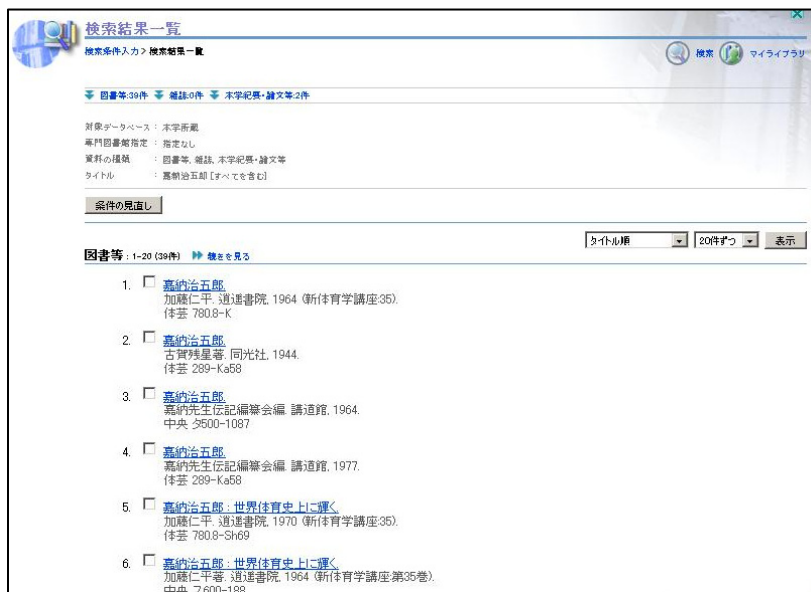 検索結果一覧
検索条件入力 > 検索結果一覧
検索 マイライブラリ
図書等:39件 雑誌:0件 本学紀要・論文等:2件
対象データベース : 本学所蔵
専門図書館指定 : 指定なし
資料の種類 : 図書等, 雑誌, 本学紀要・論文等
タイトル : 嘉納治五郎 [すべてを含む]
条件の見直し
タイトル順 20件ずつ 表示
図書等 : 1-20 (39件) 続きを見る
1. 嘉納治五郎.
加藤仁平. 逍遥書院, 1964 (新体育学講座:35).
体芸 780.8-K
2. 嘉納治五郎.
古賀残星著. 同光社, 1944.
体芸 289-Ka58
3. 嘉納治五郎.
嘉納先生伝記編纂会編. 講道館, 1964.
中央 タ500-1087
4. 嘉納治五郎.
嘉納先生伝記編纂会編. 講道館, 1977.
体芸 289-Ka58
5. 嘉納治五郎 : 世界体育史上に輝く.
加藤仁平. 逍遥書院, 1970 (新体育学講座:35).
体芸 780.8-Sh69
6. 嘉納治五郎 : 世界体育史上に輝く.
加藤仁平著. 逍遥書院, 1964 (新体育学講座:第35巻).
中央 フ600-188